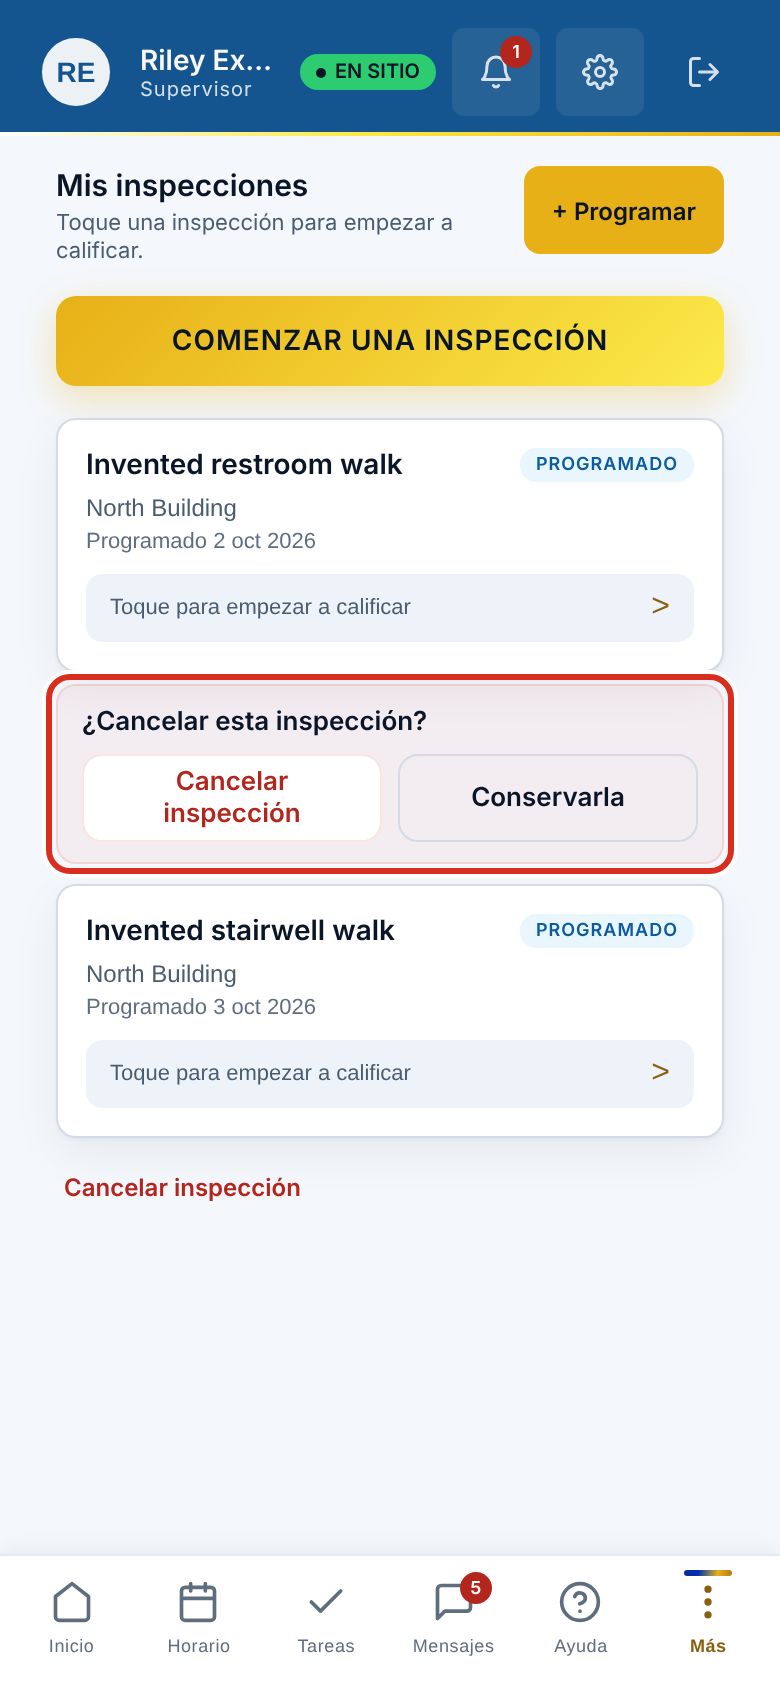 RE
Riley Ex...
Supervisor
EN SITIO
1
Mis inspecciones
Toque una inspección para empezar a
calificar.
+ Programar
COMENZAR UNA INSPECCIÓN
Invented restroom walk
PROGRAMADO
North Building
Programado 2 oct 2026
Toque para empezar a calificar
>
¿Cancelar esta inspección?
Cancelar
inspección
Conservarla
Invented stairwell walk
PROGRAMADO
North Building
Programado 3 oct 2026
Toque para empezar a calificar
>
Cancelar inspección
5
Inicio
Horario
Tareas
Mensajes
Ayuda
Más